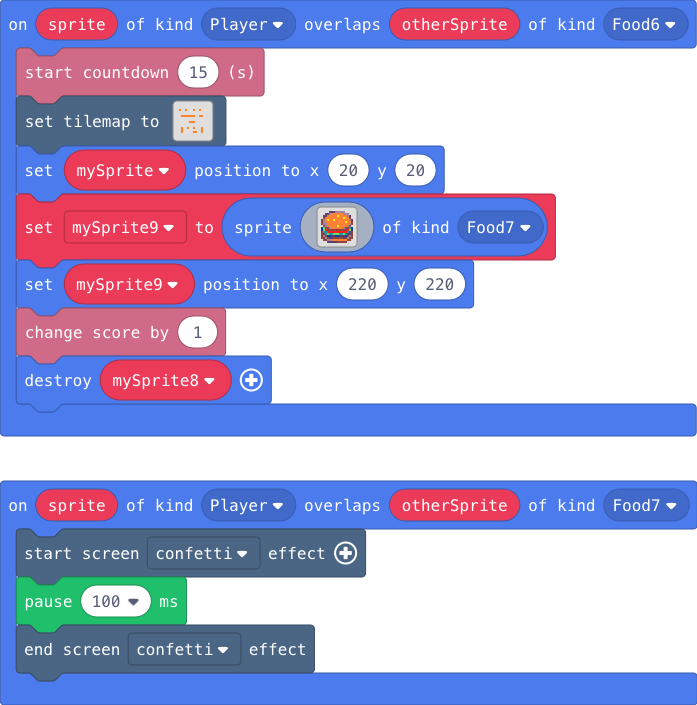 on sprite of kind Player overlaps otherSprite of kind Food6
start countdown 15 (s)
set tilemap to
set mySprite position to x 20 y 20
set mySprite9 to sprite of kind Food7
set mySprite9 position to x 220 y 220
change score by 1
destroy mySprite8
on sprite of kind Player overlaps otherSprite of kind Food7
start screen confetti effect
pause 100 ms
end screen confetti effect